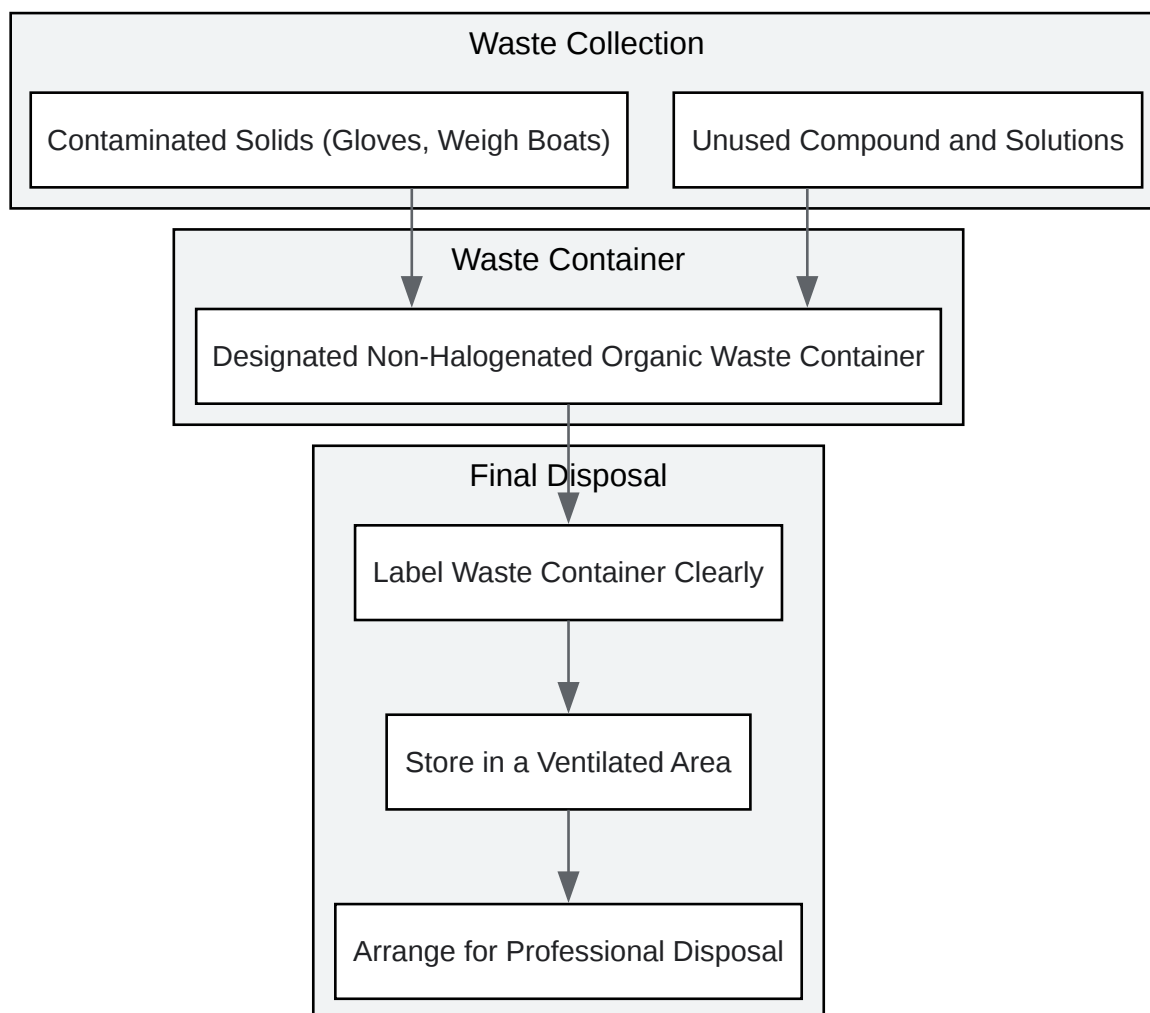 Waste Collection
Contaminated Solids (Gloves, Weigh Boats)
Unused Compound and Solutions
Waste Container
Designated Non-Halogenated Organic Waste Container
Final Disposal
Label Waste Container Clearly
Store in a Ventilated Area
Arrange for Professional Disposal